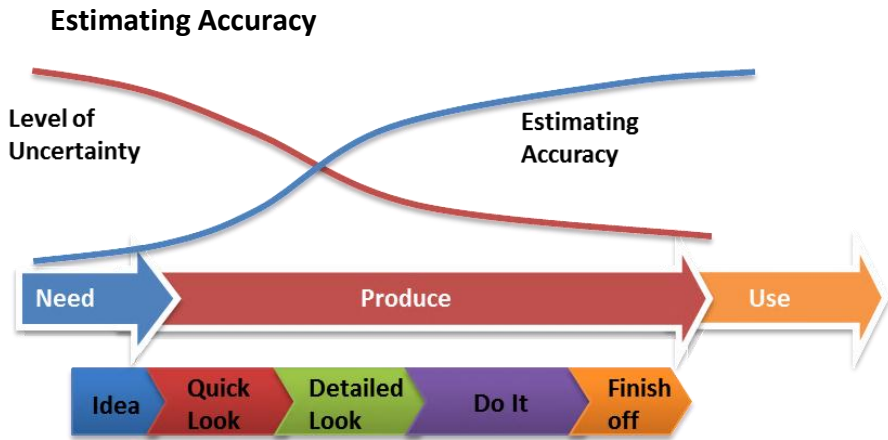 Estimating Accuracy
Level of
Uncertainty
Estimating
Accuracy
Need
Produce
Use
Idea
Quick
Look
Detailed
Look
Do It
Finish
off